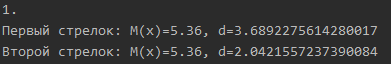 1.
Первый стрелок: M(x)=5.36, d=3.6892275614280017
Второй стрелок: M(x)=5.36, d=2.0421557237390084